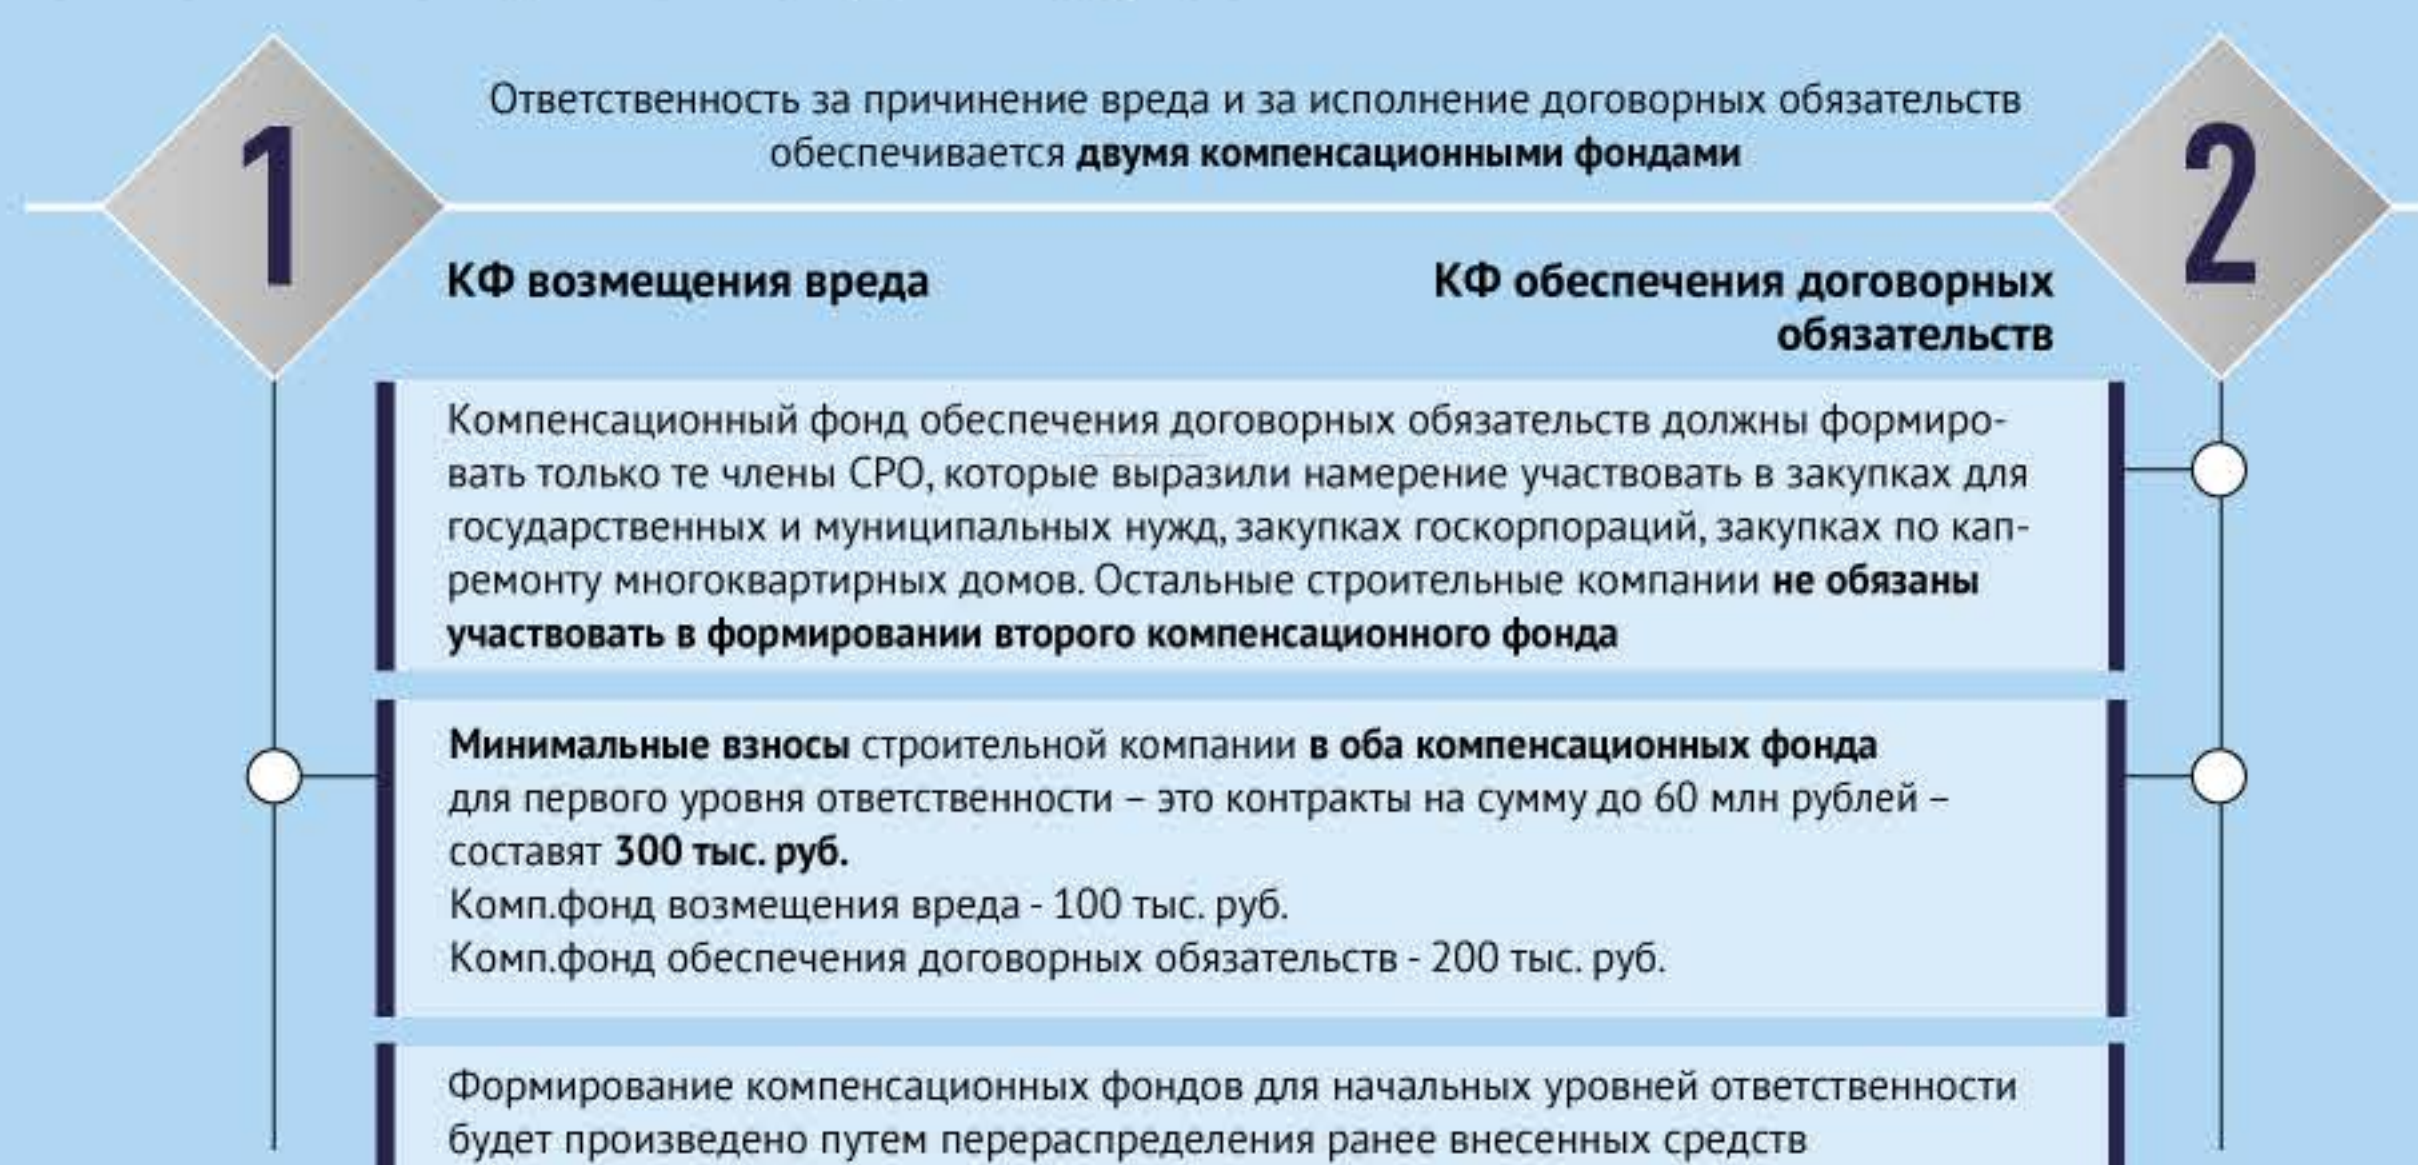 1
Ответственность за причинение вреда и за исполнение договорных обязательств
обеспечивается двумя компенсационными фондами
2
КФ возмещения вреда
КФ обеспечения договорных
обязательств
Компенсационный фонд обеспечения договорных обязательств должны формиро-
вать только те члены СРО, которые выразили намерение участвовать в закупках для
государственных и муниципальных нужд, закупках госкорпораций, закупках по кап-
ремонту многоквартирных домов. Остальные строительные компании не обязаны
участвовать в формировании второго компенсационного фонда
Минимальные взносы строительной компании в оба компенсационных фонда
для первого уровня ответственности – это контракты на сумму до 60 млн рублей –
составят 300 тыс. руб.
Комп.фонд возмещения вреда - 100 тыс. руб.
Комп.фонд обеспечения договорных обязательств - 200 тыс. руб.
Формирование компенсационных фондов для начальных уровней ответственности
будет произведено путем перераспределения ранее внесенных средств